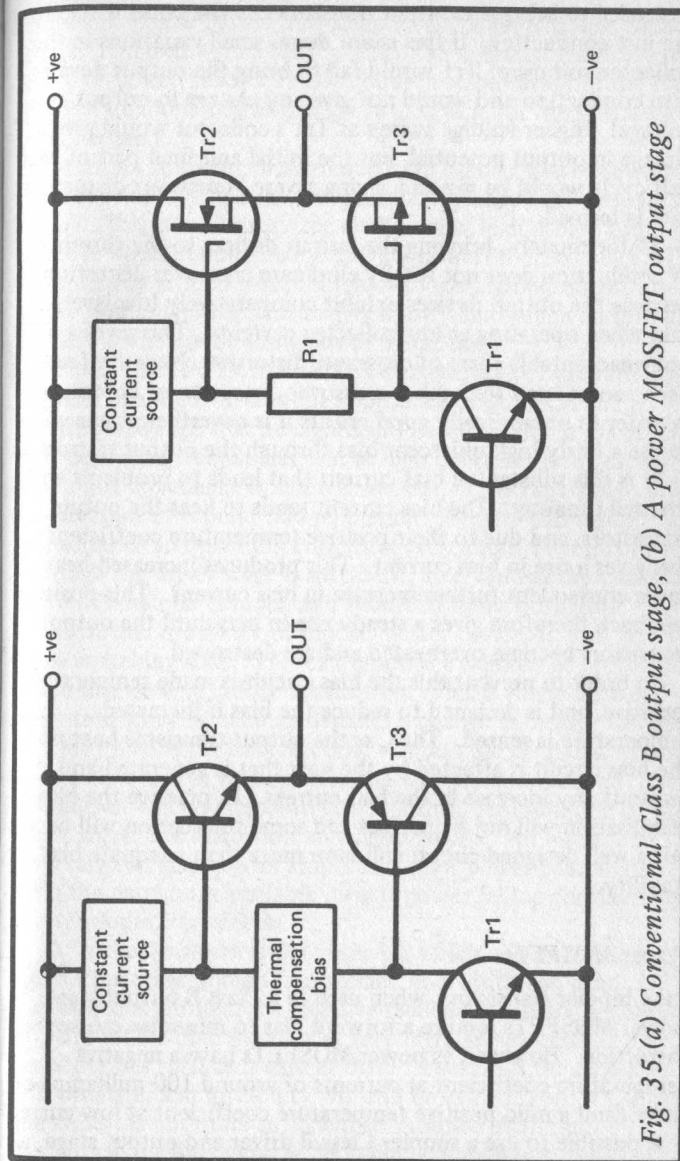 +ve
Constant
current
source
Tr2
OUT
Thermal
compensation
bias
Tr3
Tr1
−ve
+ve
Constant
current
source
Tr2
R1
OUT
Tr3
Tr1
−ve
Fig. 35.(a) Conventional Class B output stage, (b) A power MOSFET output stage